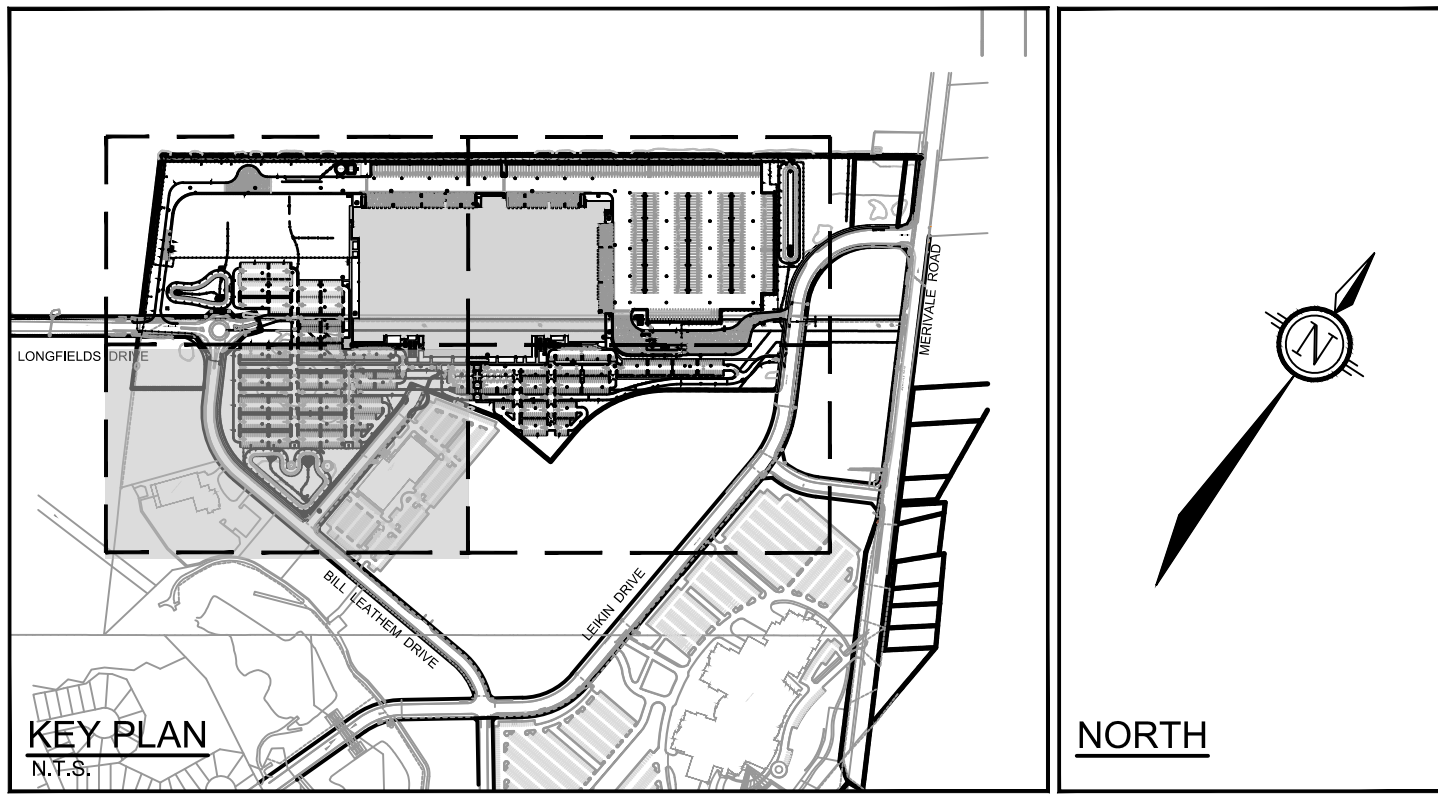 LONGFIELDS DRIVE
MERIVALE ROAD
BILL LEATHEM DRIVE
LEIKIN DRIVE
KEY PLAN
N.T.S.
N
NORTH